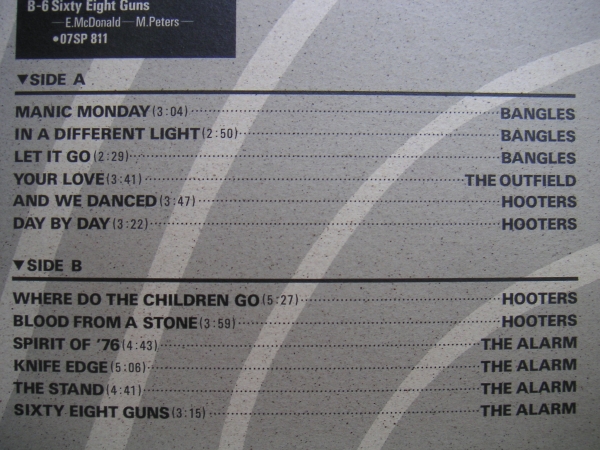 B-6 Sixty Eight Guns
—E.McDonald—M.Peters—
●07SP 811
▼SIDE A
MANIC MONDAY(3:04)·····BANGLES
IN A DIFFERENT LIGHT(2:50)·····BANGLES
LET IT GO(2:29)·····BANGLES
YOUR LOVE(3:41)·····THE OUTFIELD
AND WE DANCED(3:47)·····HOOTERS
DAY BY DAY(3:22)·····HOOTERS
▼SIDE B
WHERE DO THE CHILDREN GO(5:27)·····HOOTERS
BLOOD FROM A STONE(3:59)·····HOOTERS
SPIRIT OF '76(4:43)·····THE ALARM
KNIFE EDGE(5:06)·····THE ALARM
THE STAND(4:41)·····THE ALARM
SIXTY EIGHT GUNS(3:15)·····THE ALARM